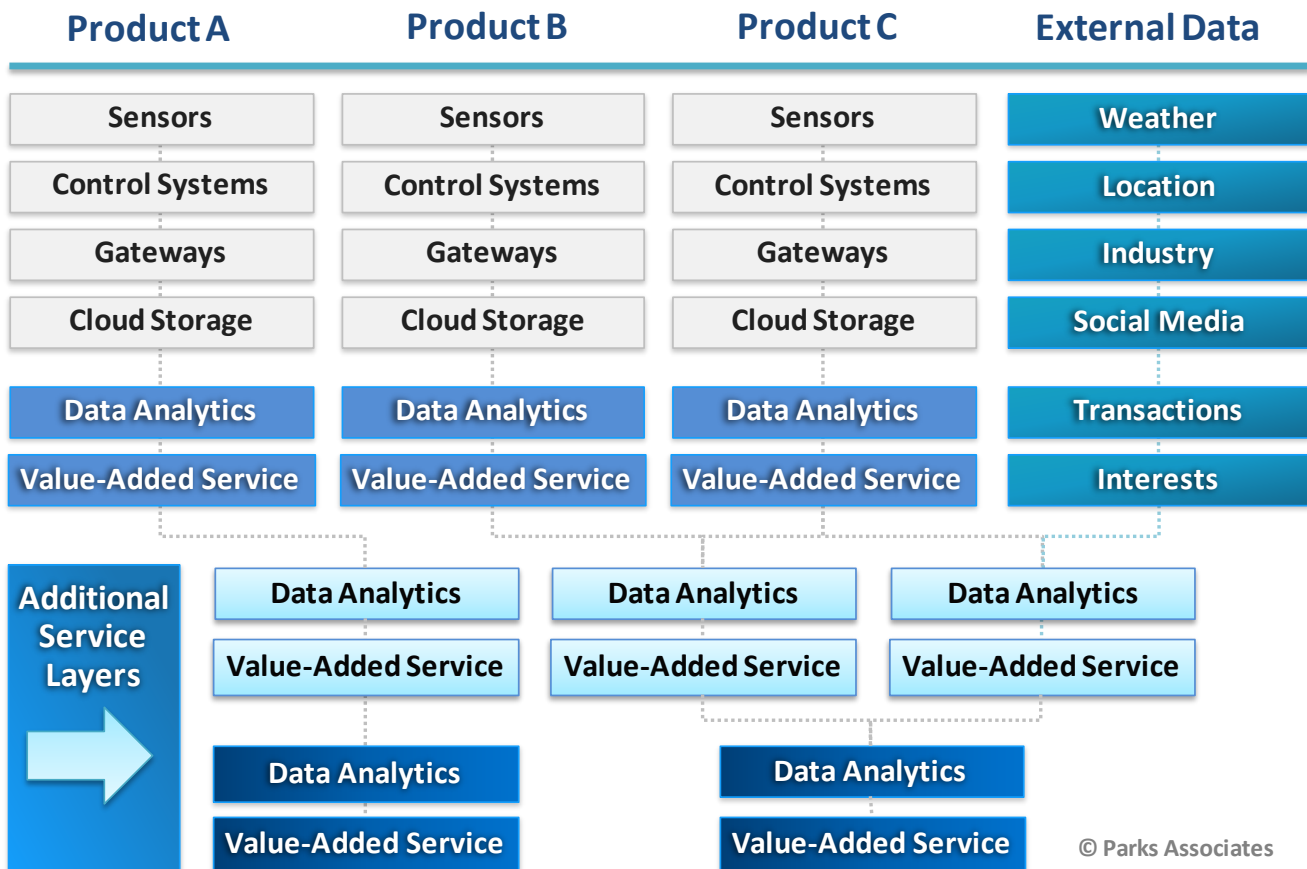 Product A
Product B
Product C
External Data
Sensors
Sensors
Sensors
Weather
Control Systems
Control Systems
Control Systems
Location
Gateways
Gateways
Gateways
Industry
Cloud Storage
Cloud Storage
Cloud Storage
Social Media
Data Analytics
Data Analytics
Data Analytics
Transactions
Value-Added Service
Value-Added Service
Value-Added Service
Interests
Additional
Service
Layers
Data Analytics
Data Analytics
Data Analytics
Value-Added Service
Value-Added Service
Value-Added Service
Data Analytics
Data Analytics
Value-Added Service
Value-Added Service
© Parks Associates